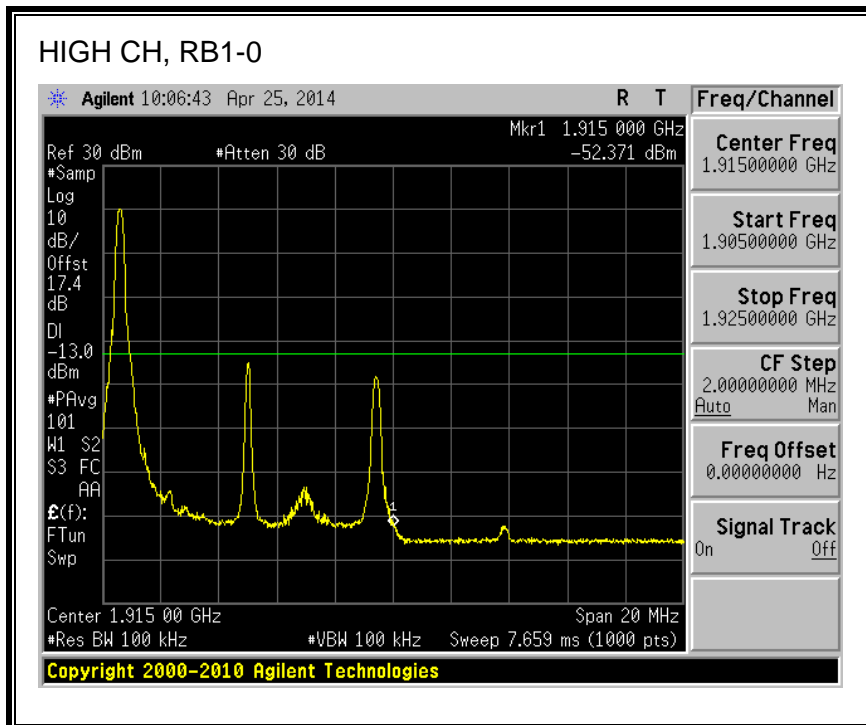 HIGH CH, RB1-0
Agilent 10:06:43 Apr 25, 2014 R T
Freq/Channel
Mkr1 1.915 000 GHz
Ref 30 dBm #Atten 30 dB -52.371 dBm
#Samp
Log
10
dB/
Offst
17.4
dB
DI
-13.0
dBm
#PAvg
101
W1 S2
S3 FC
AA
£(f):
FTun
Swp
1
Center 1.915 00 GHz Span 20 MHz
#Res BW 100 kHz #VBW 100 kHz Sweep 7.659 ms (1000 pts)
Center Freq
1.91500000 GHz
Start Freq
1.90500000 GHz
Stop Freq
1.92500000 GHz
CF Step
2.00000000 MHz
Auto Man
Freq Offset
0.00000000 Hz
Signal Track
On Off
Copyright 2000-2010 Agilent Technologies